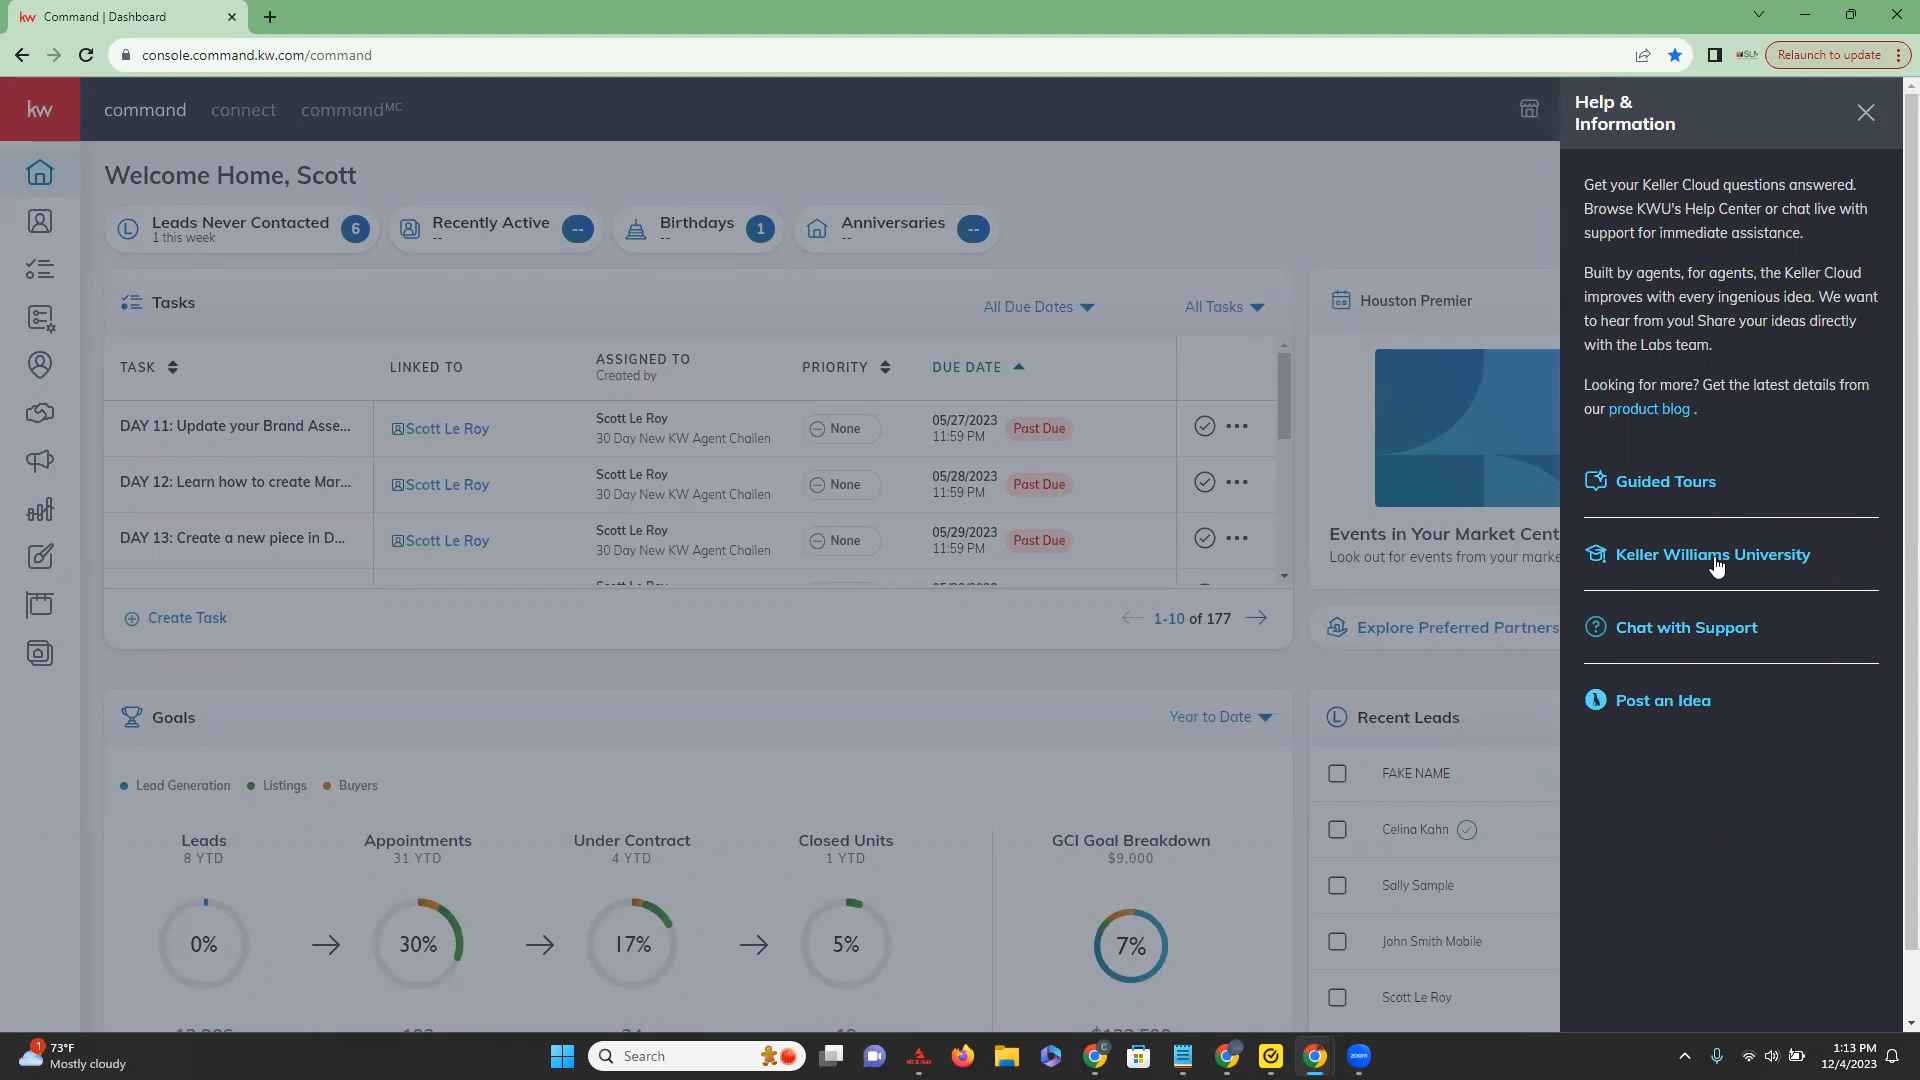 kw Command | Dashboard
console.command.kw.com/command
Relaunch to update
kw command connect commandMC
Help &
Information
Welcome Home, Scott
Leads Never Contacted 6
1 this week
Recently Active --
--
Birthdays 1
--
Anniversaries --
--
Tasks All Due Dates All Tasks
TASK LINKED TO ASSIGNED TO PRIORITY DUE DATE
Created by
DAY 11: Update your Brand Asse... Scott Le Roy Scott Le Roy None 05/27/2023 Past Due
30 Day New KW Agent Challen 11:59 PM
DAY 12: Learn how to create Mar... Scott Le Roy Scott Le Roy None 05/28/2023 Past Due
30 Day New KW Agent Challen 11:59 PM
DAY 13: Create a new piece in D... Scott Le Roy Scott Le Roy None 05/29/2023 Past Due
30 Day New KW Agent Challen 11:59 PM
Create Task 1-10 of 177
Houston Premier
Events in Your Market Cent
Look out for events from your marke
Explore Preferred Partners
Goals Year to Date
Lead Generation Listings Buyers
Leads Appointments Under Contract Closed Units GCI Goal Breakdown
8 YTD 31 YTD 4 YTD 1 YTD $9,000
0% 30% 17% 5% 7%
Recent Leads
FAKE NAME
Celina Kahn
Sally Sample
John Smith Mobile
Scott Le Roy
Get your Keller Cloud questions answered.
Browse KWU's Help Center or chat live with
support for immediate assistance.
Built by agents, for agents, the Keller Cloud
improves with every ingenious idea. We want
to hear from you! Share your ideas directly
with the Labs team.
Looking for more? Get the latest details from
our product blog .
Guided Tours
Keller Williams University
Chat with Support
Post an Idea
1 73°F
Mostly cloudy
Search
zoom
1:13 PM
12/4/2023